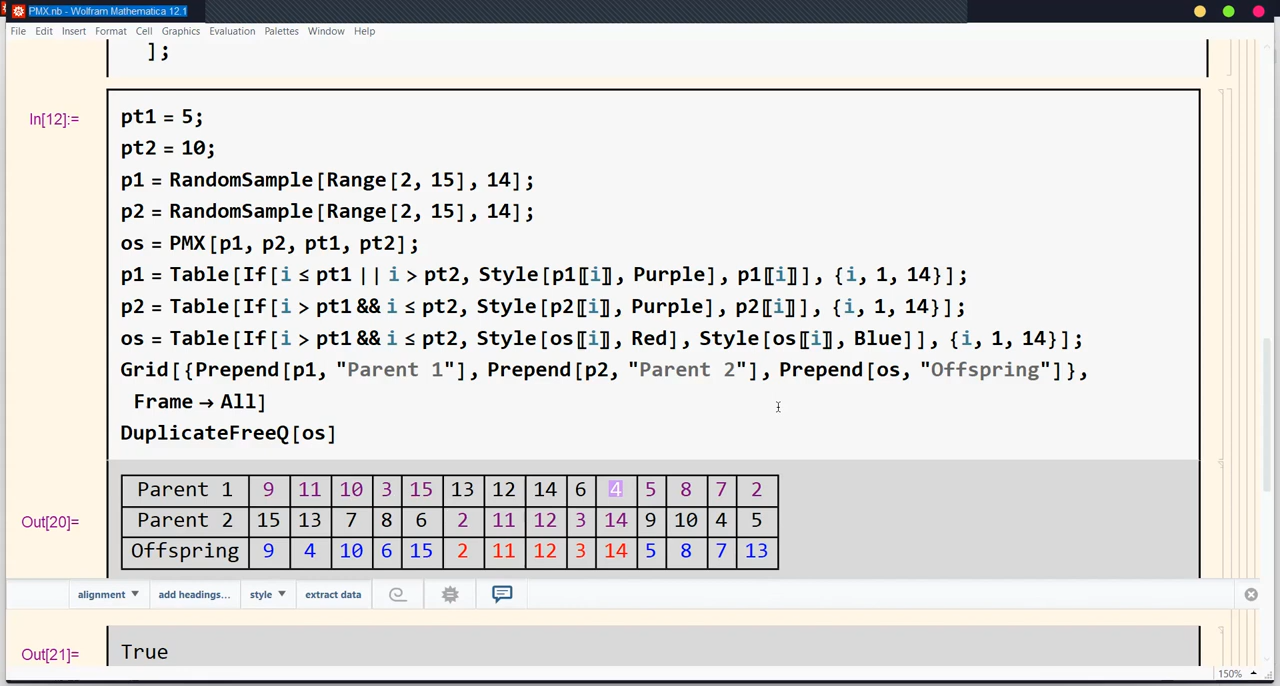 PMX.nb - Wolfram Mathematica 12.1
File Edit Insert Format Cell Graphics Evaluation Palettes Window Help
];
In[12]:=
pt1 = 5;
pt2 = 10;
p1 = RandomSample[Range[2, 15], 14];
p2 = RandomSample[Range[2, 15], 14];
os = PMX[p1, p2, pt1, pt2];
p1 = Table[If[i ≤ pt1 || i > pt2, Style[p1〚i〛, Purple], p1〚i〛], {i, 1, 14}];
p2 = Table[If[i > pt1 && i ≤ pt2, Style[p2〚i〛, Purple], p2〚i〛], {i, 1, 14}];
os = Table[If[i > pt1 && i ≤ pt2, Style[os〚i〛, Red], Style[os〚i〛, Blue]], {i, 1, 14}];
Grid[{Prepend[p1, "Parent 1"], Prepend[p2, "Parent 2"], Prepend[os, "Offspring"]},
Frame → All]
DuplicateFreeQ[os]
Out[20]=
Parent 1 9 11 10 3 15 13 12 14 6 4 5 8 7 2
Parent 2 15 13 7 8 6 2 11 12 3 14 9 10 4 5
Offspring 9 4 10 6 15 2 11 12 3 14 5 8 7 13
alignment add headings... style extract data
Out[21]=
True
150%